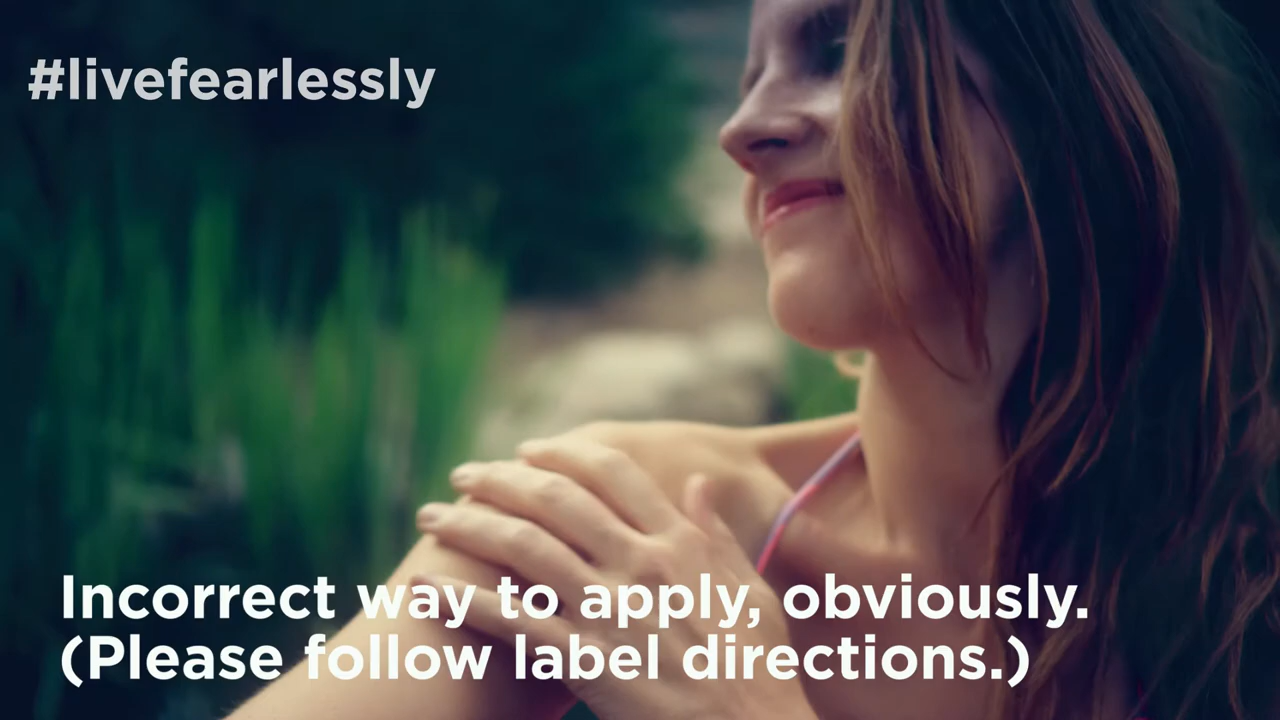 #livefearlessly
Incorrect way to apply, obviously.
(Please follow label directions.)